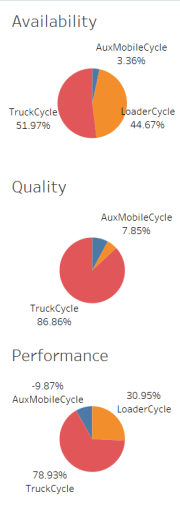 Availability
AuxMobileCycle
3.36%
TruckCycle
51.97%
LoaderCycle
44.67%
Quality
AuxMobileCycle
7.85%
TruckCycle
86.86%
Performance
-9.87%
AuxMobileCycle
30.95%
LoaderCycle
78.93%
TruckCycle